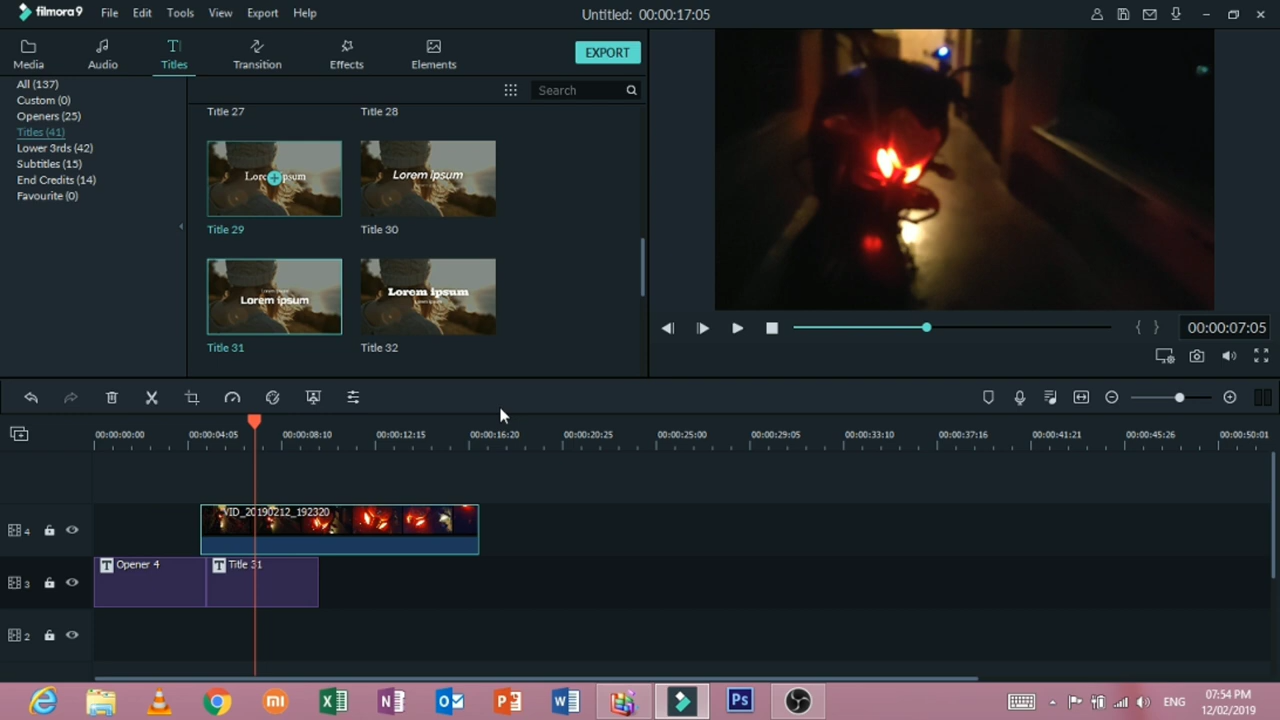 filmora9 File Edit Tools View Export Help Untitled: 00:00:17:05
Media Audio Titles Transition Effects Elements EXPORT
All (137)
Custom (0)
Openers (25)
Titles (41)
Lower 3rds (42)
Subtitles (15)
End Credits (14)
Favourite (0)
Search
Title 27 Title 28
Lorem ipsum
Title 29 Title 30
Lorem ipsum Lorem ipsum
Title 31 Title 32
00:00:07:05
00:00:00:00 00:00:04:05 00:00:08:10 00:00:12:15 00:00:16:20 00:00:20:25 00:00:25:00 00:00:29:05 00:00:33:10 00:00:37:16 00:00:41:21 00:00:45:26 00:00:50:01
4 VID_20190212_192320
3 T Opener 4 T Title 31
2
ENG 07:54 PM
12/02/2019
Ps